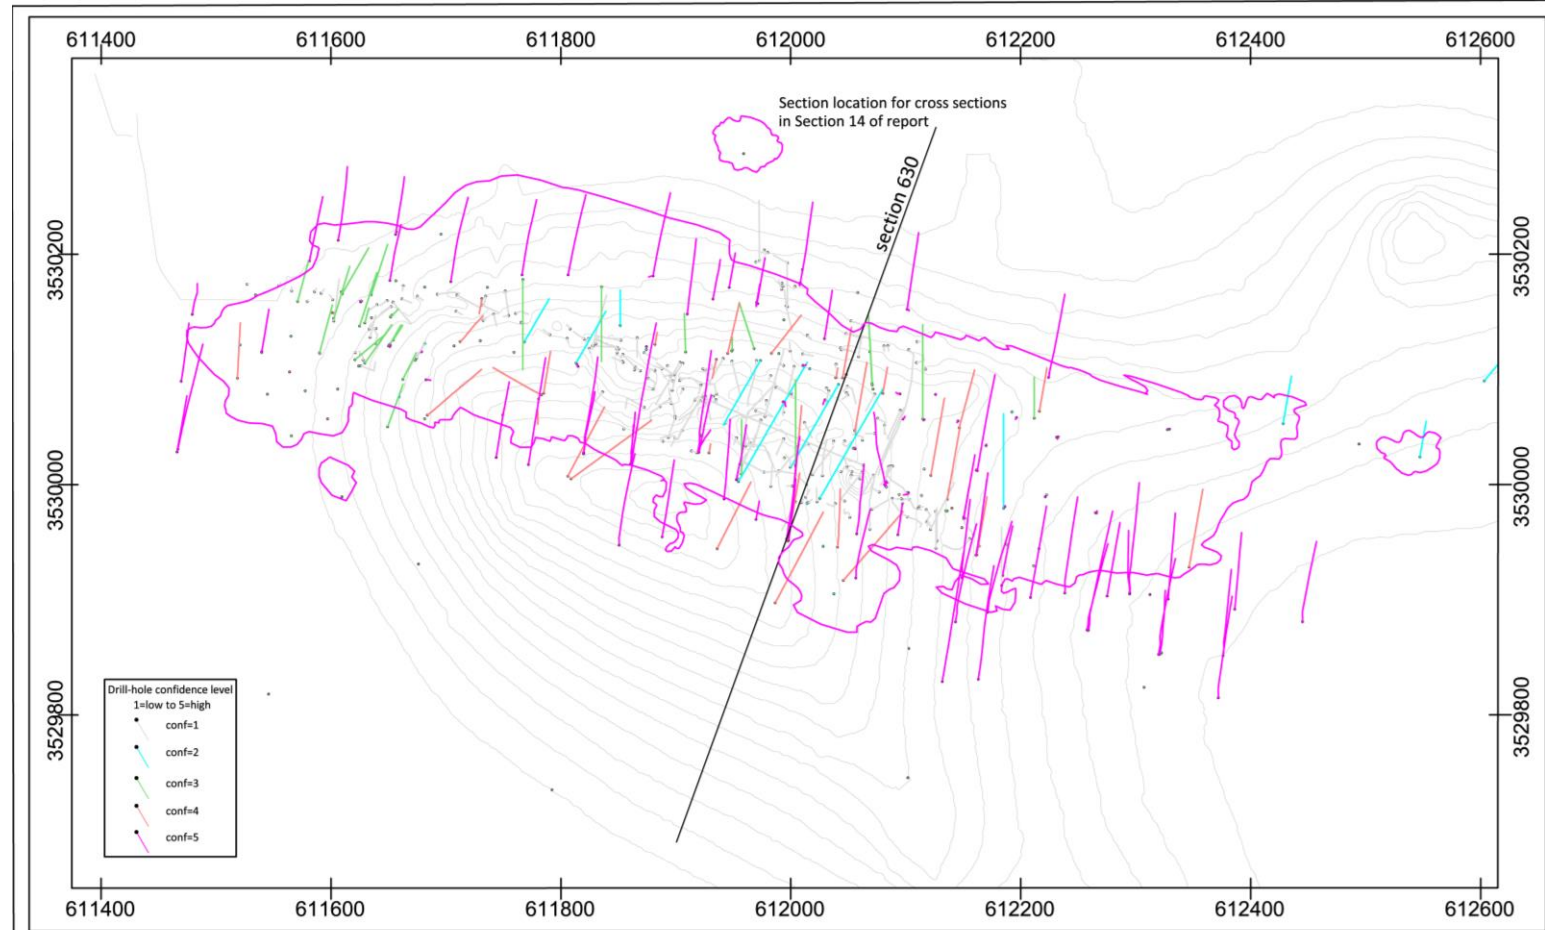 611400 611600 611800 612000 612200 612400 612600
Section location for cross sections
in Section 14 of report
section 630
3530200
3530200
3530000
3530000
3529800
3529800
Drill-hole confidence level
1=low to 5=high
conf=1
conf=2
conf=3
conf=4
conf=5
611400 611600 611800 612000 612200 612400 612600